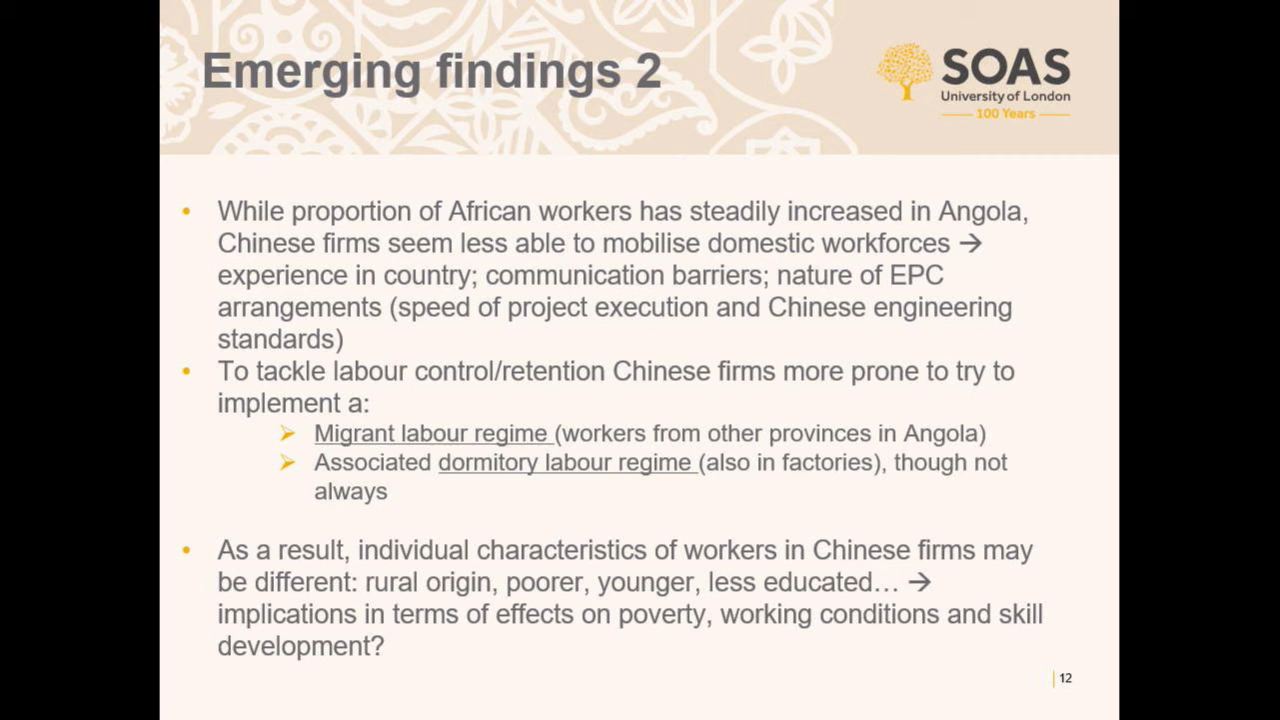 Emerging findings 2
SOAS
University of London
100 Years
• While proportion of African workers has steadily increased in Angola,
Chinese firms seem less able to mobilise domestic workforces →
experience in country; communication barriers; nature of EPC
arrangements (speed of project execution and Chinese engineering
standards)
• To tackle labour control/retention Chinese firms more prone to try to
implement a:
➢ Migrant labour regime (workers from other provinces in Angola)
➢ Associated dormitory labour regime (also in factories), though not
always
• As a result, individual characteristics of workers in Chinese firms may
be different: rural origin, poorer, younger, less educated… →
implications in terms of effects on poverty, working conditions and skill
development?
12